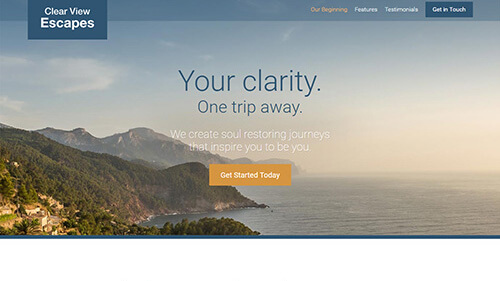 Clear View
Escapes
Our Beginning Features Testimonials Get in Touch
Your clarity.
One trip away.
We create soul restoring journeys
that inspire you to be you.
Get Started Today